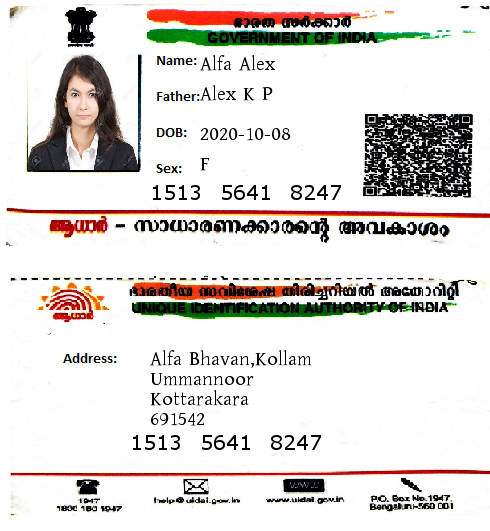 ഭാരത സർക്കാർ
GOVERNMENT OF INDIA
Name: Alfa Alex
Father: Alex K P
DOB: 2020-10-08
Sex: F
1513 5641 8247
ആധാർ – സാധാരണക്കാരന്റെ അവകാശം
ഭാരതീയ സവിശേഷ തിരിച്ചറിയൽ അതോറിറ്റി
UNIQUE IDENTIFICATION AUTHORITY OF INDIA
ആധാർ
Address: Alfa Bhavan,Kollam
Ummannoor
Kottarakara
691542
1513 5641 8247
1947
1800 180 1947
help@uidai.gov.in
www
www.uidai.gov.in
P.O. Box No.1947,
Bengaluru-560 001